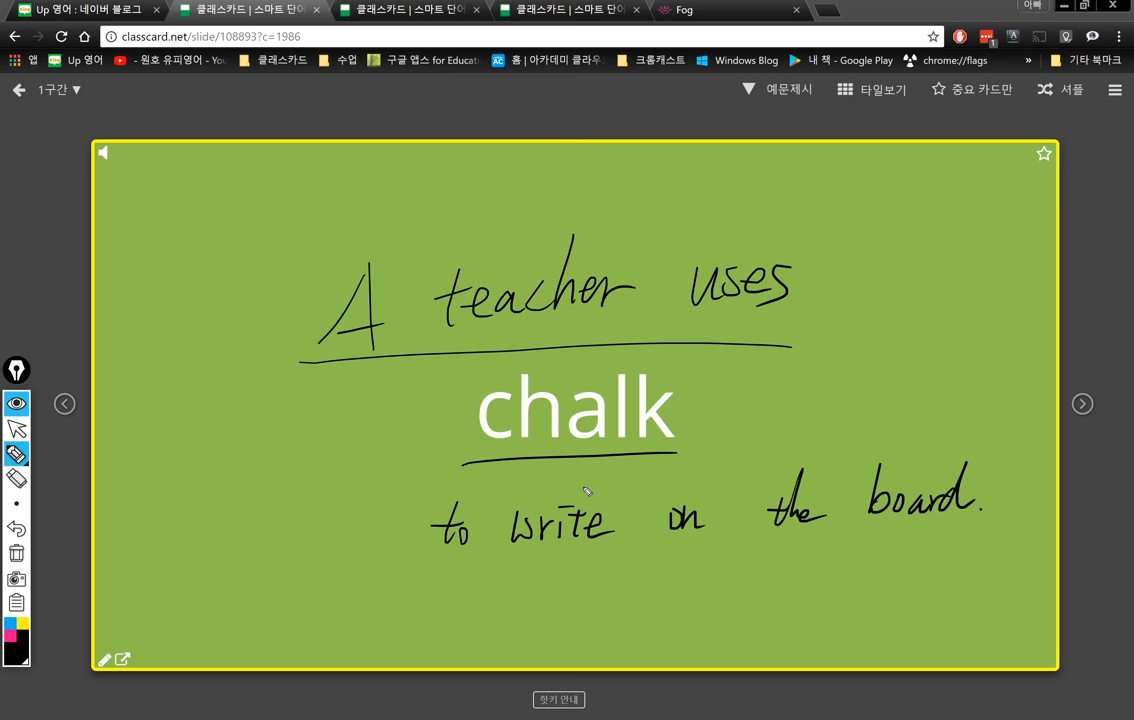 Up 영어 : 네이버 블로그
클래스카드 | 스마트 단어
클래스카드 | 스마트 단어
클래스카드 | 스마트 단어
Fog
아빠
classcard.net/slide/108893?c=1986
1
앱
Up 영어
- 원호 유피영어 - You
클래스카드
수업
구글 앱스 for Educati
홈 | 아카데미 클라우
크롬캐스트
Windows Blog
내 책 - Google Play
chrome://flags
»
기타 북마크
1구간 ▼
▼ 예문제시
타일보기
중요 카드만
셔플
A teacher uses
chalk
to write on the board.
핫키 안내